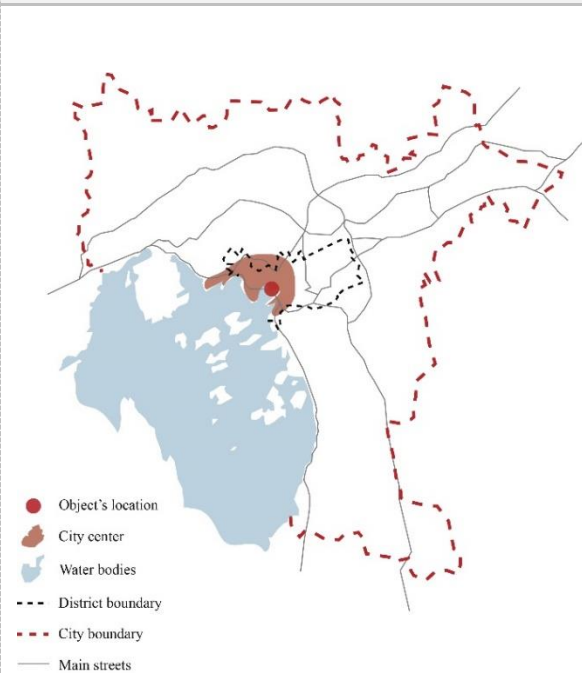 Object's location
City center
Water bodies
District boundary
City boundary
Main streets